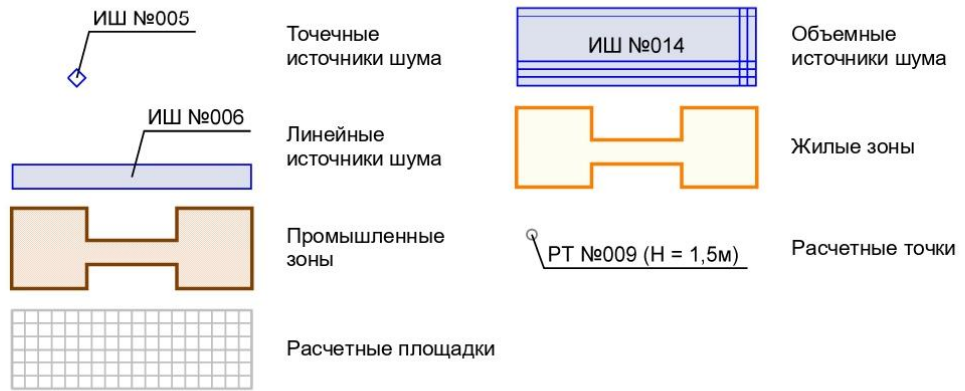 ИШ №005
Точечные
источники шума
ИШ №006
Линейные
источники шума
Промышленные
зоны
Расчетные площадки
ИШ №014
Объемные
источники шума
Жилые зоны
РТ №009 (Н = 1,5м)
Расчетные точки